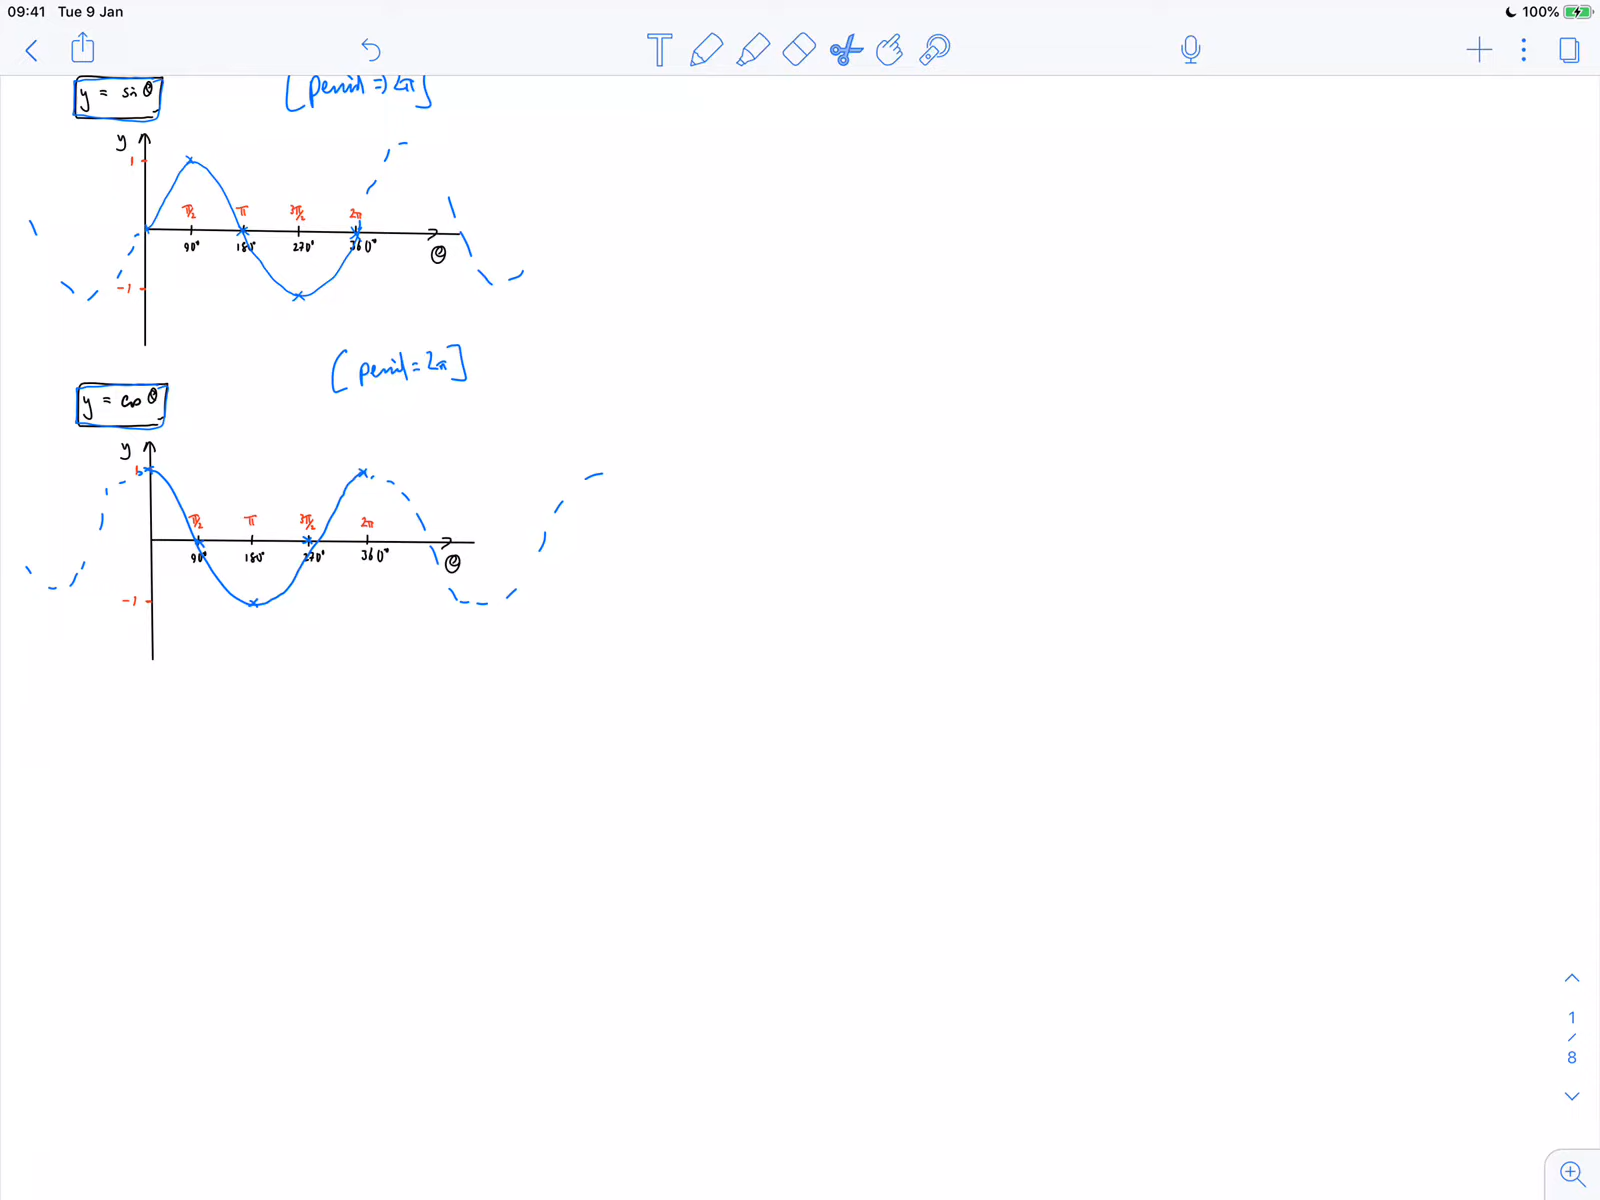 09:41 Tue 9 Jan
100%
y = sin θ
[period => 2π]
y
1
π/2 π 3π/2 2π
90° 180° 270° 360°
θ
-1
[period = 2π]
y = cos θ
y
1
π/2 π 3π/2 2π
90° 180° 270° 360°
θ
-1
1
/
8